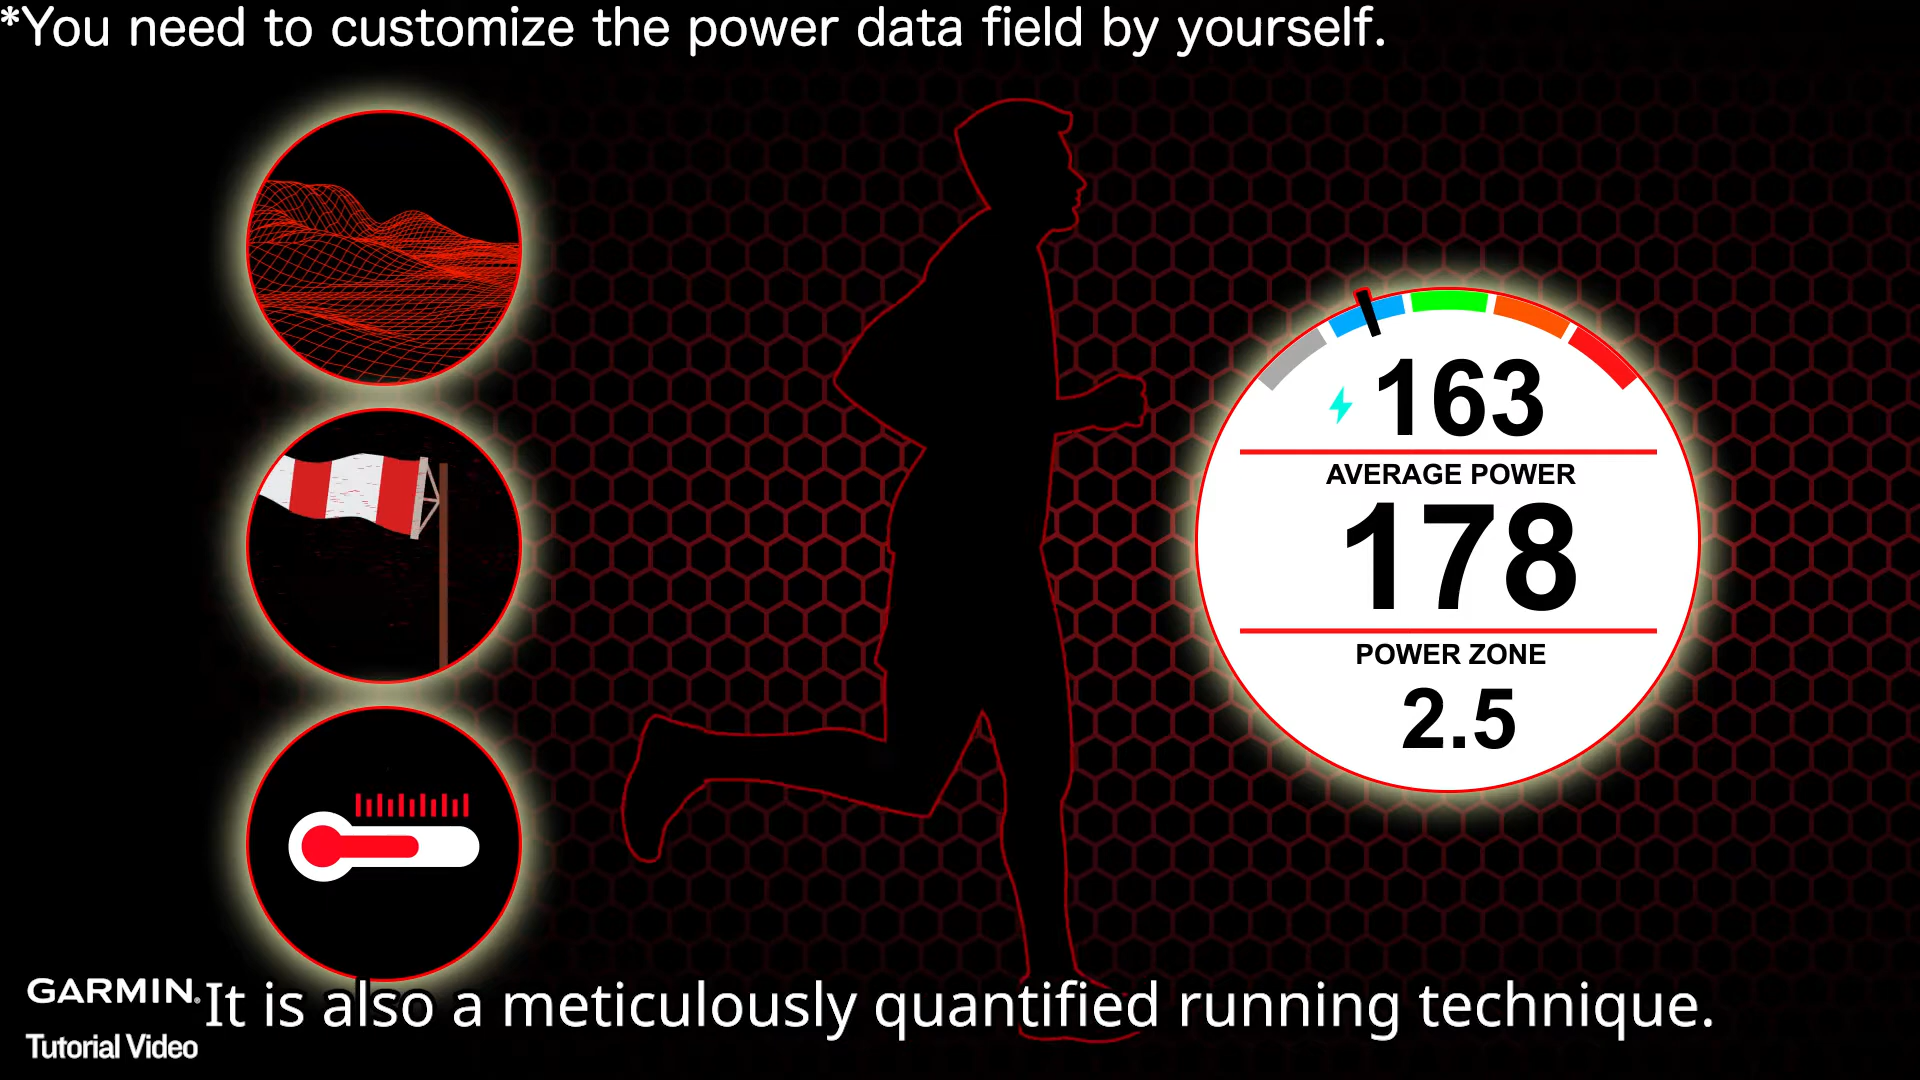 *You need to customize the power data field by yourself.
163
AVERAGE POWER
178
POWER ZONE
2.5
GARMIN®
It is also a meticulously quantified running technique.
Tutorial Video